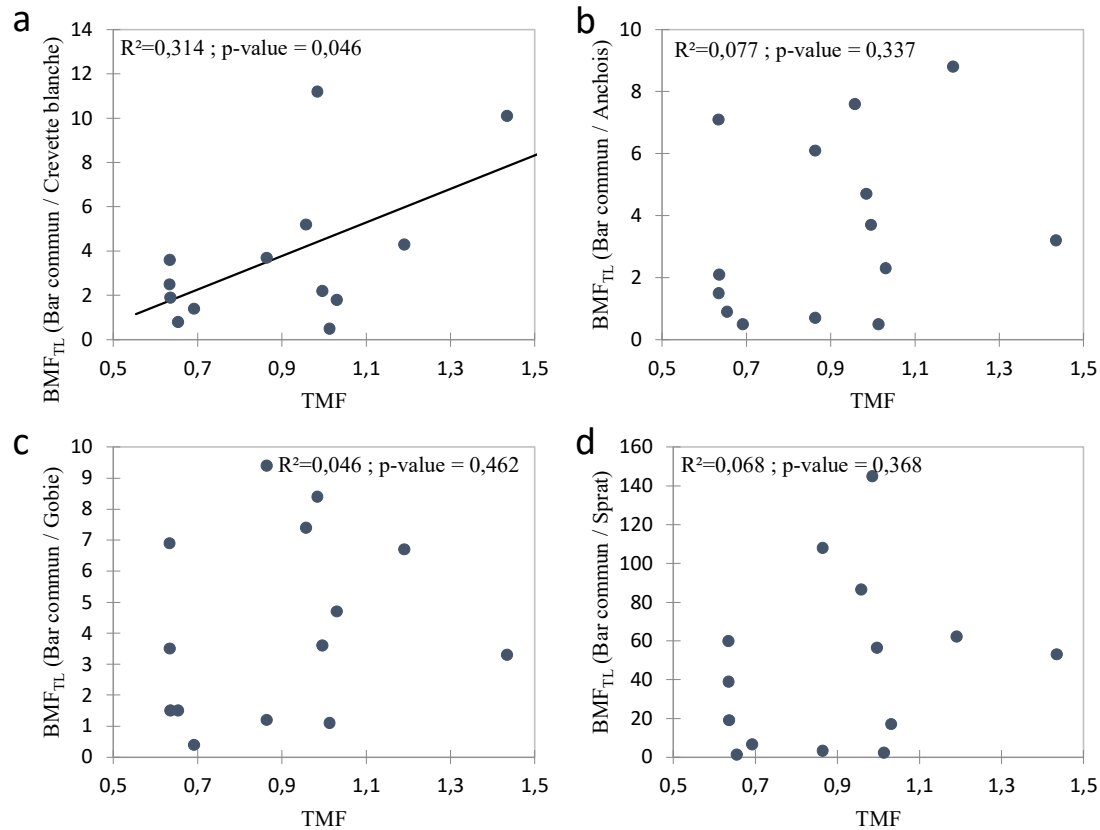 a
R²=0,314 ; p-value = 0,046
BMF_TL (Bar commun / Crevette blanche)
14
12
10
8
6
4
2
0
0,5 0,7 0,9 1,1 1,3 1,5
TMF
b
R²=0,077 ; p-value = 0,337
BMF_TL (Bar commun / Anchois)
10
8
6
4
2
0
0,5 0,7 0,9 1,1 1,3 1,5
TMF
c
R²=0,046 ; p-value = 0,462
BMF_TL (Bar commun / Gobie)
10
9
8
7
6
5
4
3
2
1
0
0,5 0,7 0,9 1,1 1,3 1,5
TMF
d
R²=0,068 ; p-value = 0,368
BMF_TL (Bar commun / Sprat)
160
140
120
100
80
60
40
20
0
0,5 0,7 0,9 1,1 1,3 1,5
TMF